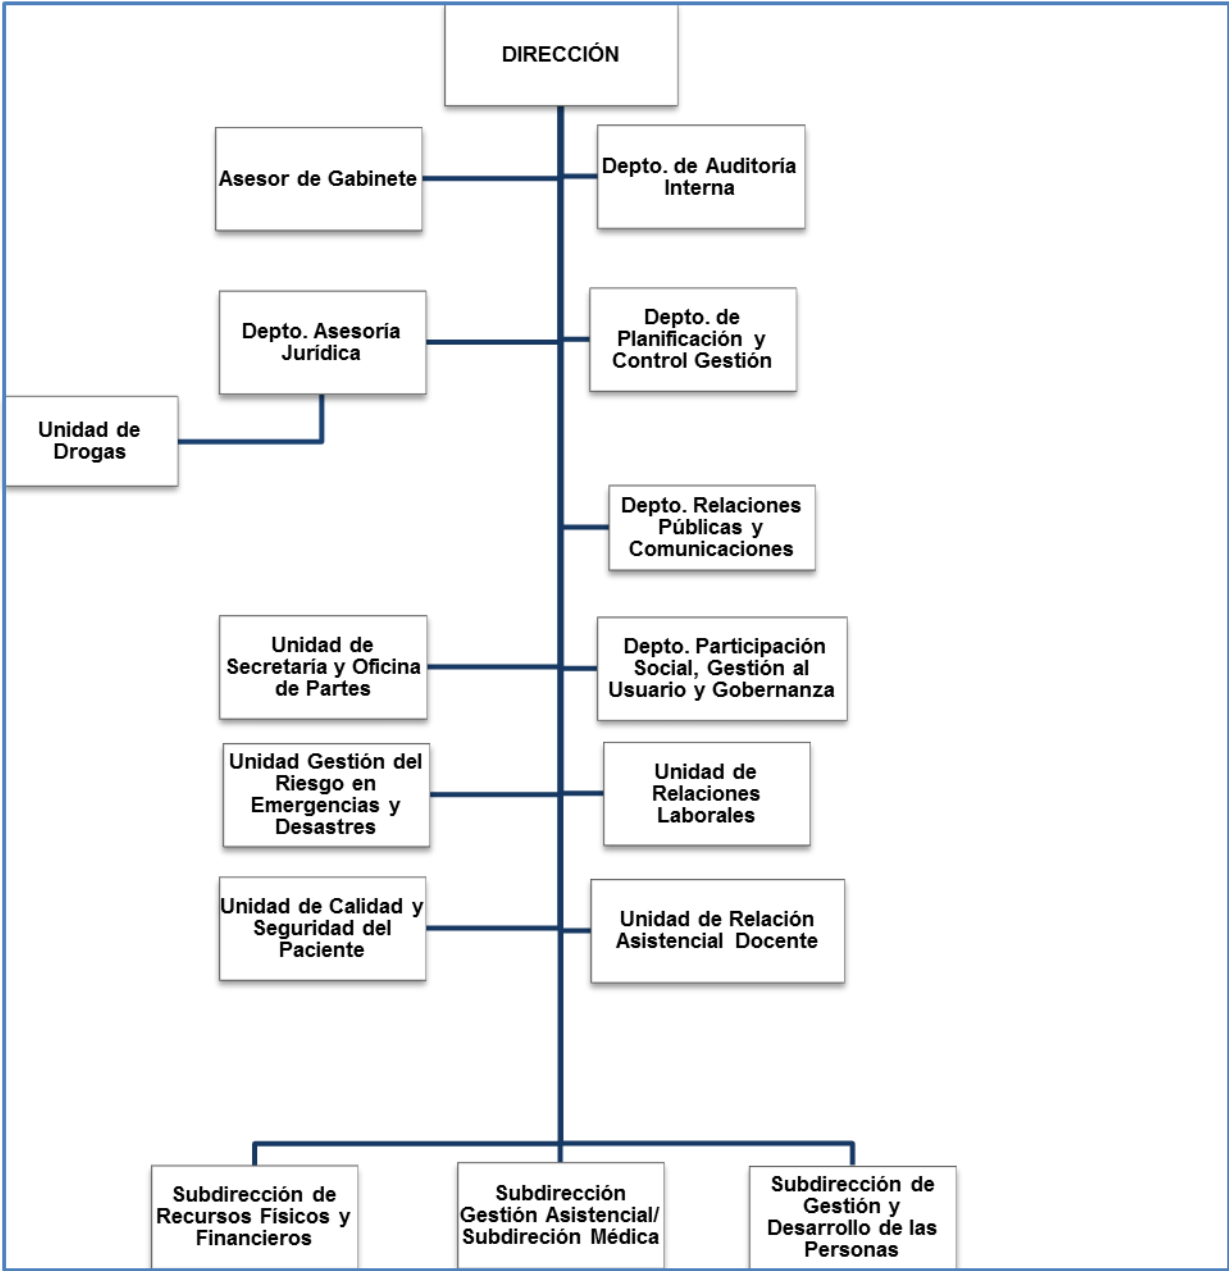 DIRECCIÓN
Asesor de Gabinete
Depto. de Auditoría
Interna
Depto. Asesoría
Jurídica
Depto. de
Planificación y
Control Gestión
Unidad de
Drogas
Depto. Relaciones
Públicas y
Comunicaciones
Unidad de
Secretaría y Oficina
de Partes
Depto. Participación
Social, Gestión al
Usuario y Gobernanza
Unidad Gestión del
Riesgo en
Emergencias y
Desastres
Unidad de
Relaciones
Laborales
Unidad de Calidad y
Seguridad del
Paciente
Unidad de Relación
Asistencial Docente
Subdirección de
Recursos Físicos y
Financieros
Subdirección
Gestión Asistencial/
Subdireción Médica
Subdirección de
Gestión y
Desarrollo de las
Personas